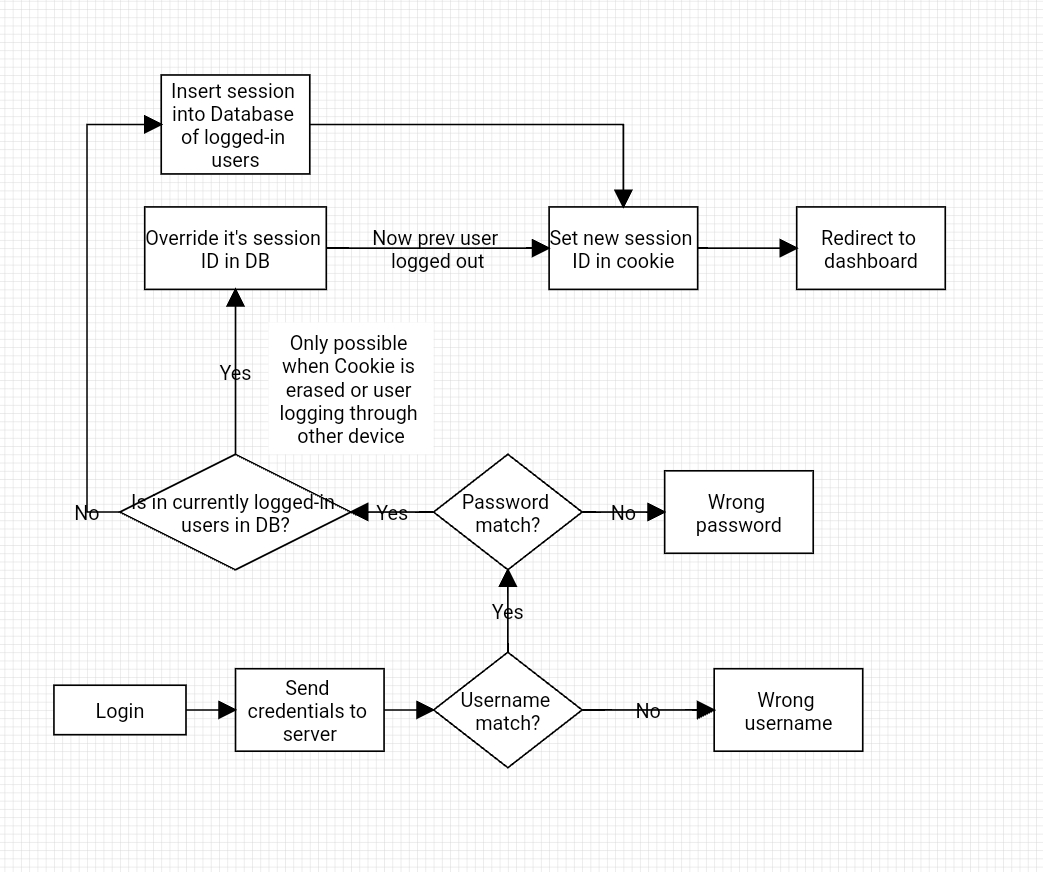 Insert session
into Database
of logged-in
users
Override it's session
ID in DB
Now prev user
logged out
Set new session
ID in cookie
Redirect to
dashboard
Yes
Only possible
when Cookie is
erased or user
logging through
other device
No
Is in currently logged-in
users in DB?
Yes
Password
match?
No
Wrong
password
Yes
Login
Send
credentials to
server
Username
match?
No
Wrong
username